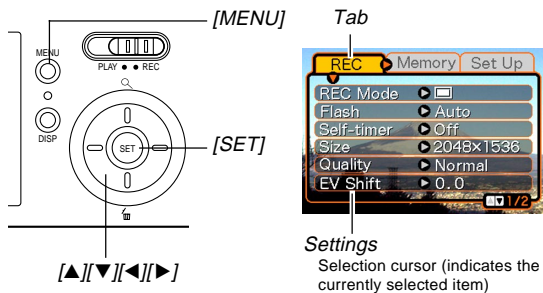 [MENU]
Tab
MENU
PLAY REC
DISP
SET
[SET]
[▲][▼][◀][▶]
REC Memory Set Up
REC Mode
Flash Auto
Self-timer Off
Size 2048×1536
Quality Normal
EV Shift 0.0
▲▼ 1/2
Settings
Selection cursor (indicates the
currently selected item)